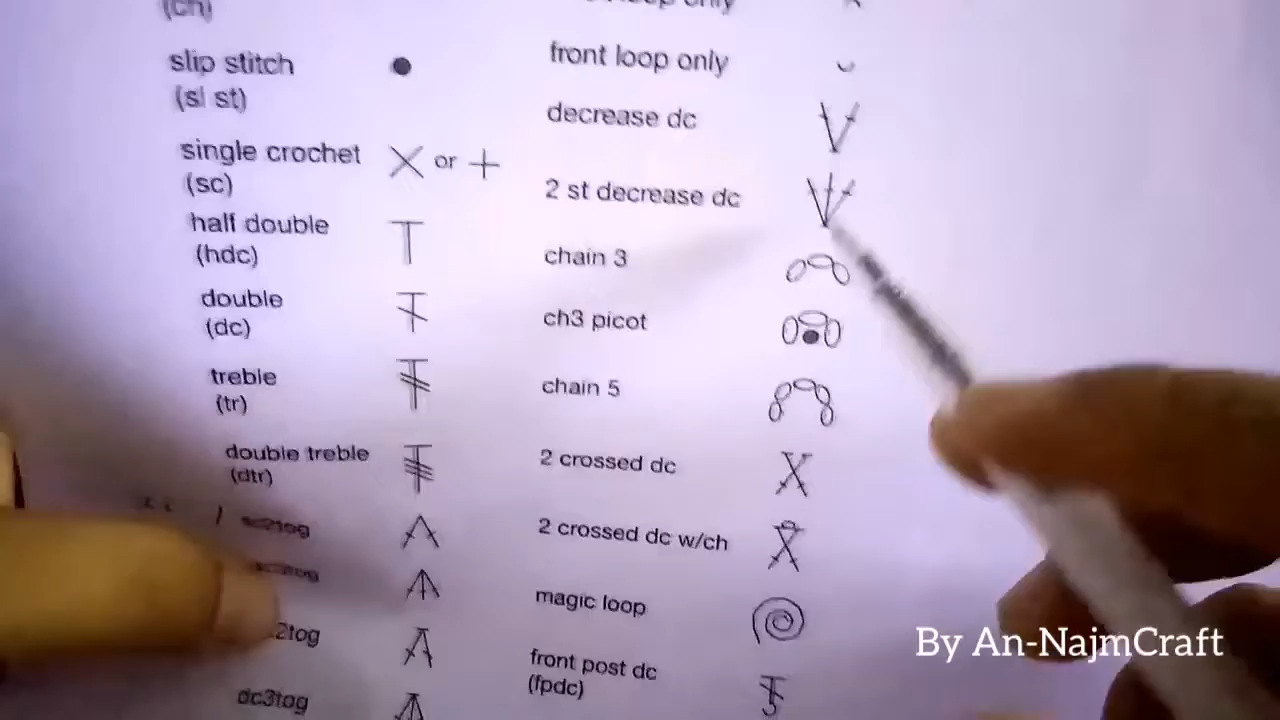 (ch)
slip stitch
(sl st)
single crochet
or
(sc)
half double
(hdc)
double
(dc)
treble
(tr)
double treble
(dtr)
sc2tog
2tog
dc3tog
only
front loop only
decrease dc
2 st decrease dc
chain 3
ch3 picot
chain 5
2 crossed dc
2 crossed dc w/ch
magic loop
front post dc
(fpdc)
By An-NajmCraft